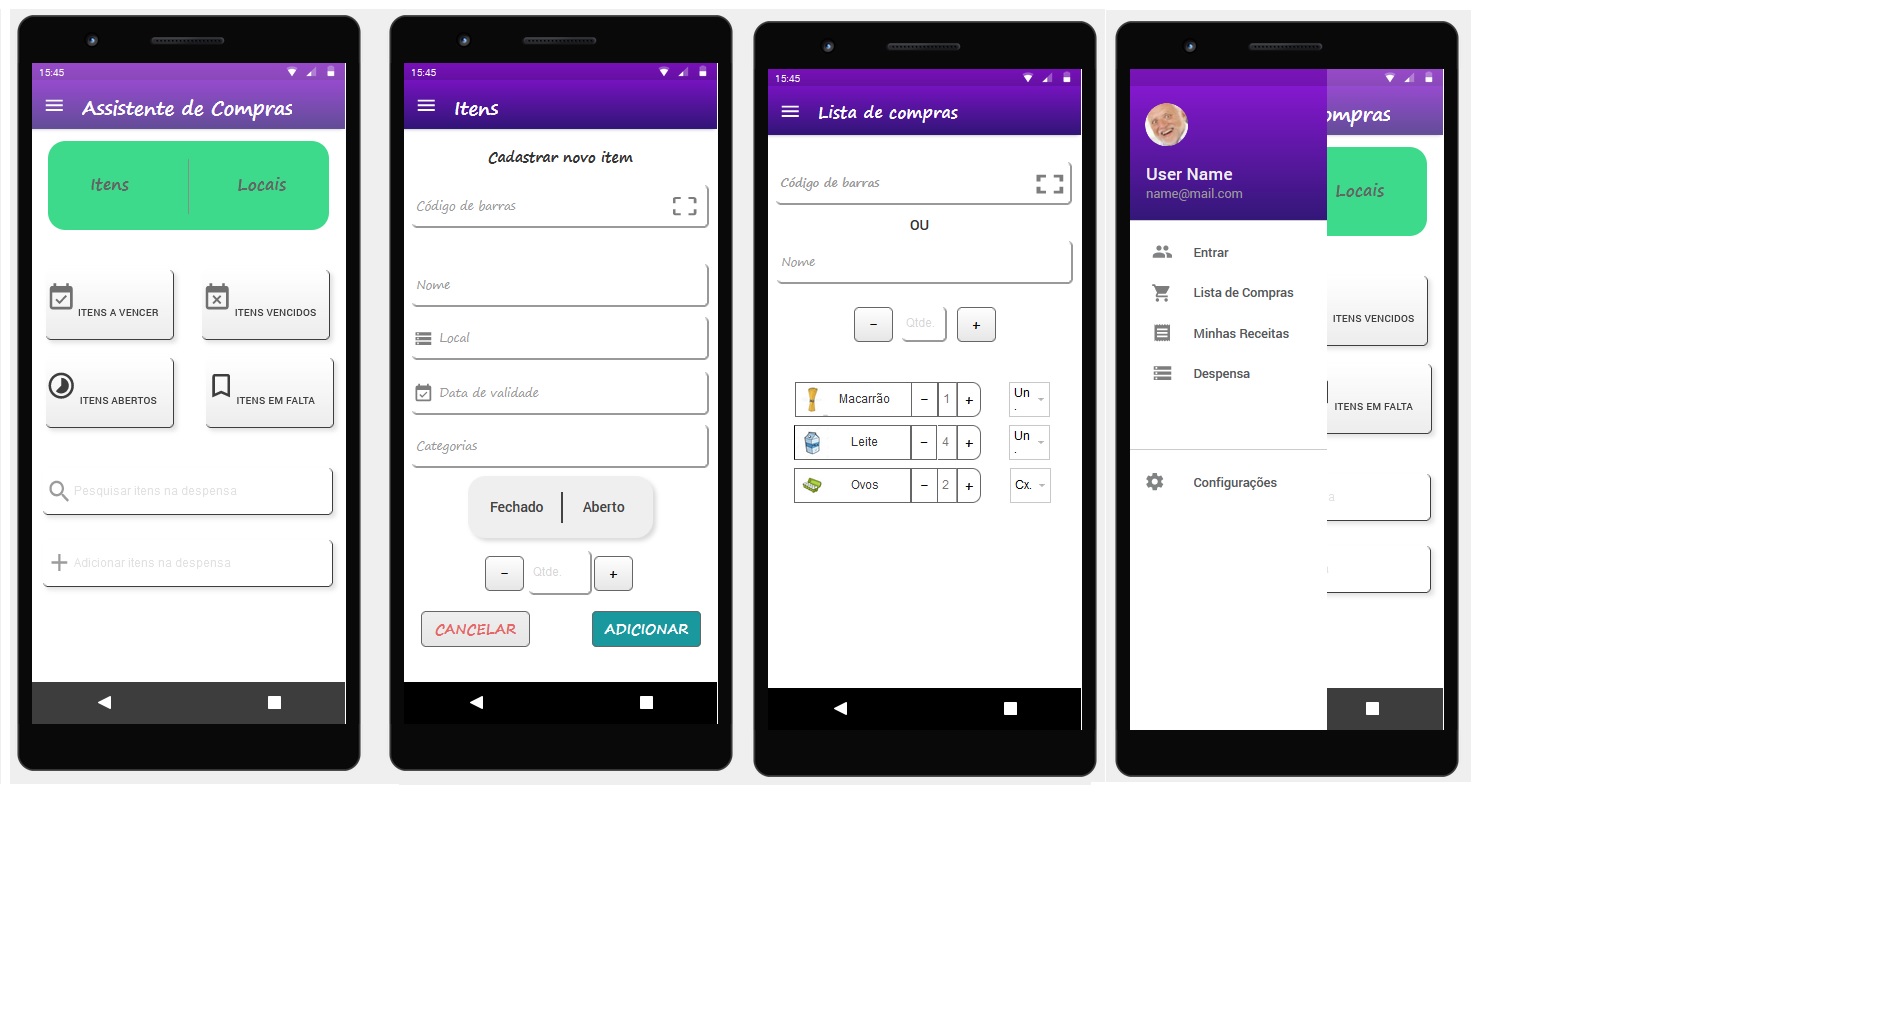 15:45
Assistente de Compras
Itens
Locais
ITENS A VENCER
ITENS VENCIDOS
ITENS ABERTOS
ITENS EM FALTA
Pesquisar itens na despensa
Adicionar itens na despensa
15:45
Itens
Cadastrar novo item
Código de barras
Nome
Local
Data de validade
Categorias
Fechado
Aberto
− Qtde. +
CANCELAR
ADICIONAR
15:45
Lista de compras
Código de barras
OU
Nome
− Qtde. +
Macarrão − 1 + Un.
Leite − 4 + Un.
Ovos − 2 + Cx.
User Name
name@mail.com
Entrar
Lista de Compras
Minhas Receitas
Despensa
Configurações
ompras
Locais
ITENS VENCIDOS
ITENS EM FALTA
a